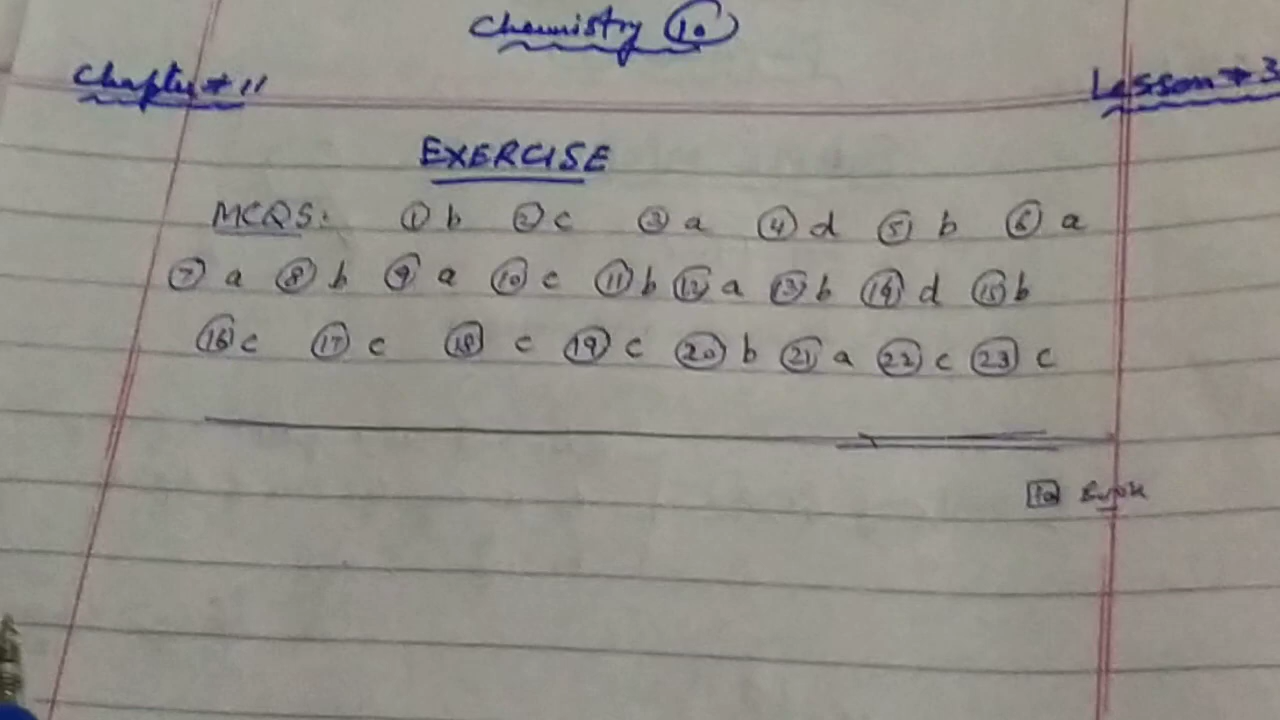 Chemistry 10
Chapter # 11 Lesson # 3
EXERCISE
MCQS: ① b ② c ③ a ④ d ⑤ b ⑥ a
⑦ a ⑧ b ⑨ a ⑩ c ⑪ b ⑫ a ⑬ b ⑭ d ⑮ b
⑯ c ⑰ c ⑱ c ⑲ c ⑳ b ㉑ a ㉒ c ㉓ c